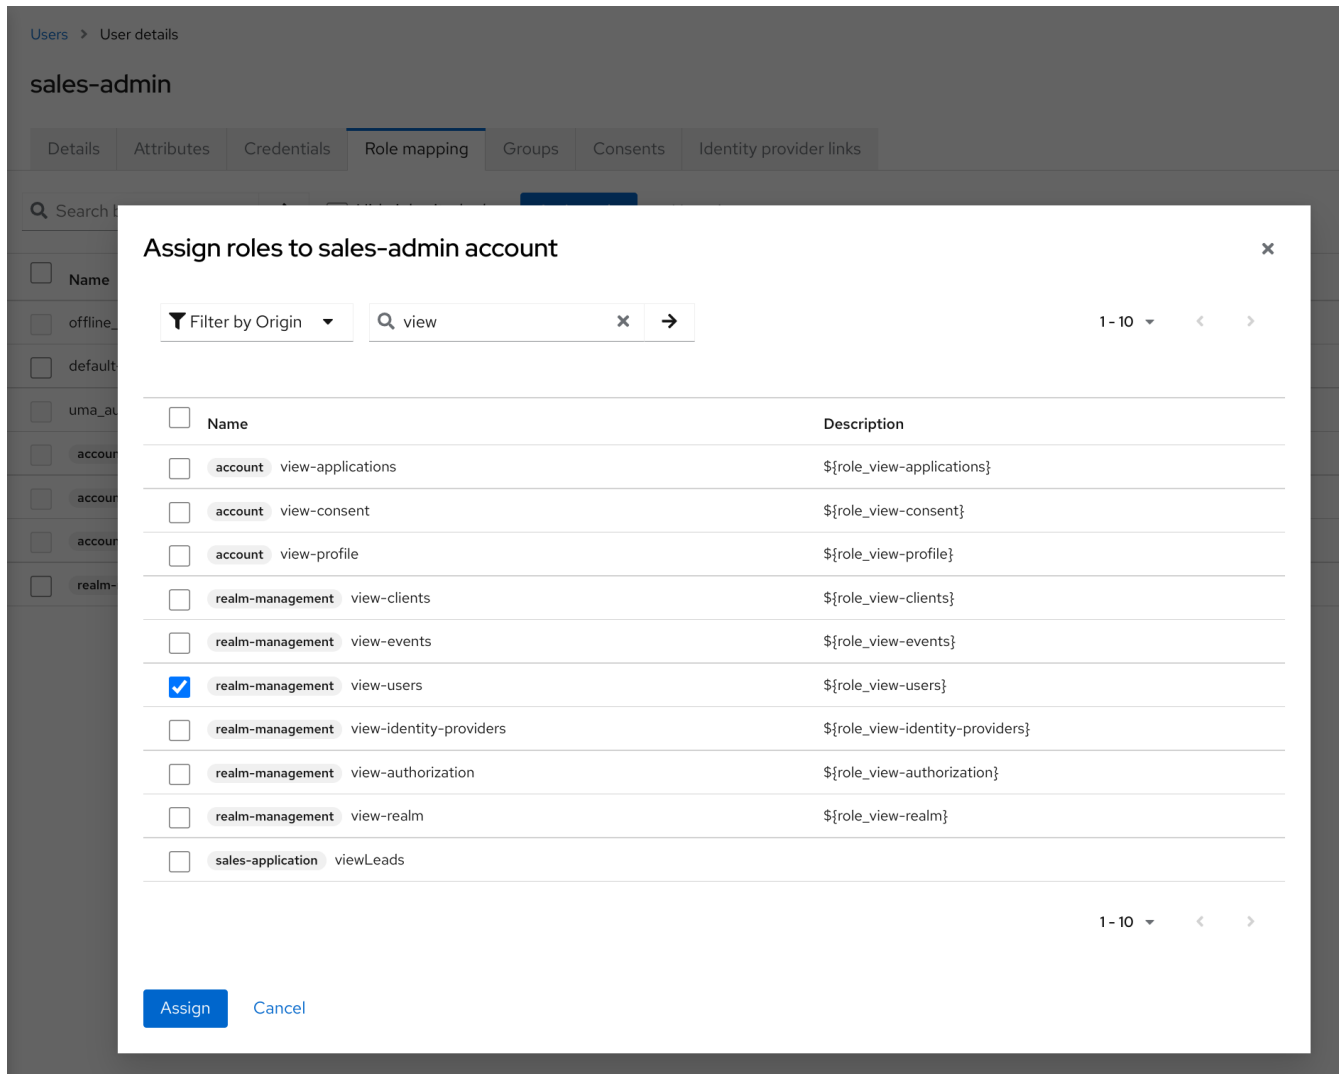 Users > User details
sales-admin
Details Attributes Credentials Role mapping Groups Consents Identity provider links
Search
Name
offline_
default-
uma_au
accoun
accoun
accoun
realm-
Assign roles to sales-admin account
Filter by Origin view 1 - 10
Name Description
account view-applications ${role_view-applications}
account view-consent ${role_view-consent}
account view-profile ${role_view-profile}
realm-management view-clients ${role_view-clients}
realm-management view-events ${role_view-events}
realm-management view-users ${role_view-users}
realm-management view-identity-providers ${role_view-identity-providers}
realm-management view-authorization ${role_view-authorization}
realm-management view-realm ${role_view-realm}
sales-application viewLeads
1 - 10
Assign Cancel